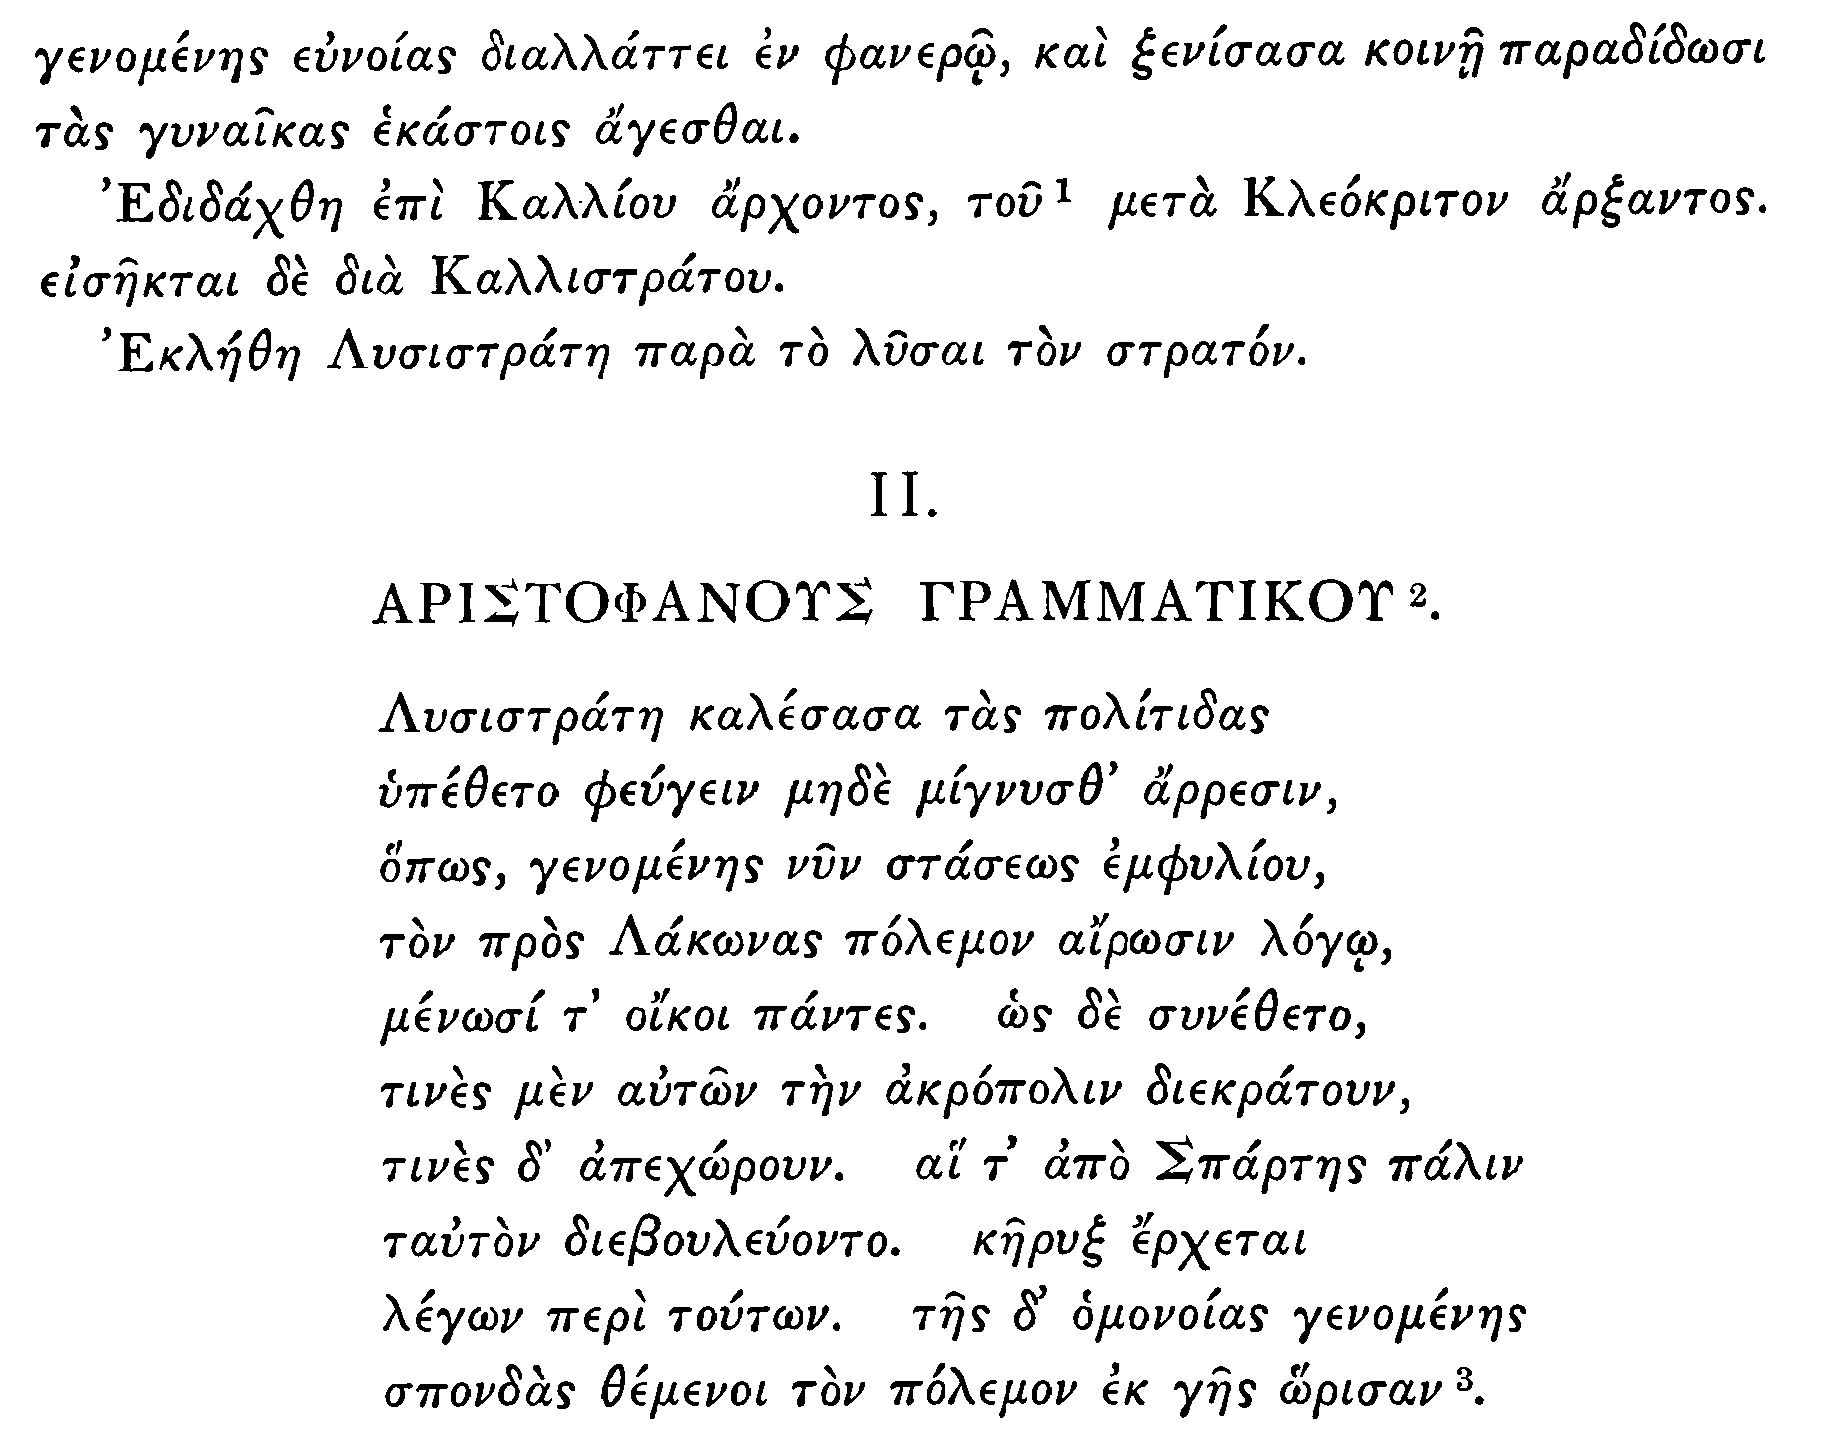 γενομένης εὐνοίας διαλλάττει ἐν φανερῷ, καὶ ξενίσασα κοινῇ παραδίδωσι
τὰς γυναῖκας ἑκάστοις ἄγεσθαι.
Ἐδιδάχθη ἐπὶ Καλλίου ἄρχοντος, τοῦ¹ μετὰ Κλεόκριτον ἄρξαντος.
εἰσῆκται δὲ διὰ Καλλιστράτου.
Ἐκλήθη Λυσιστράτη παρὰ τὸ λῦσαι τὸν στρατόν.
II.
ΑΡΙΣΤΟΦΑΝΟΥΣ ΓΡΑΜΜΑΤΙΚΟΥ².
Λυσιστράτη καλέσασα τὰς πολίτιδας
ὑπέθετο φεύγειν μηδὲ μίγνυσθ’ ἄρρεσιν,
ὅπως, γενομένης νῦν στάσεως ἐμφυλίου,
τὸν πρὸς Λάκωνας πόλεμον αἴρωσιν λόγῳ,
μένωσί τ’ οἴκοι πάντες. ὡς δὲ συνέθετο,
τινὲς μὲν αὐτῶν τὴν ἀκρόπολιν διεκράτουν,
τινὲς δ’ ἀπεχώρουν. αἵ τ’ ἀπὸ Σπάρτης πάλιν
ταὐτὸν διεβουλεύοντο. κῆρυξ ἔρχεται
λέγων περὶ τούτων. τῆς δ’ ὁμονοίας γενομένης
σπονδὰς θέμενοι τὸν πόλεμον ἐκ γῆς ὥρισαν³.